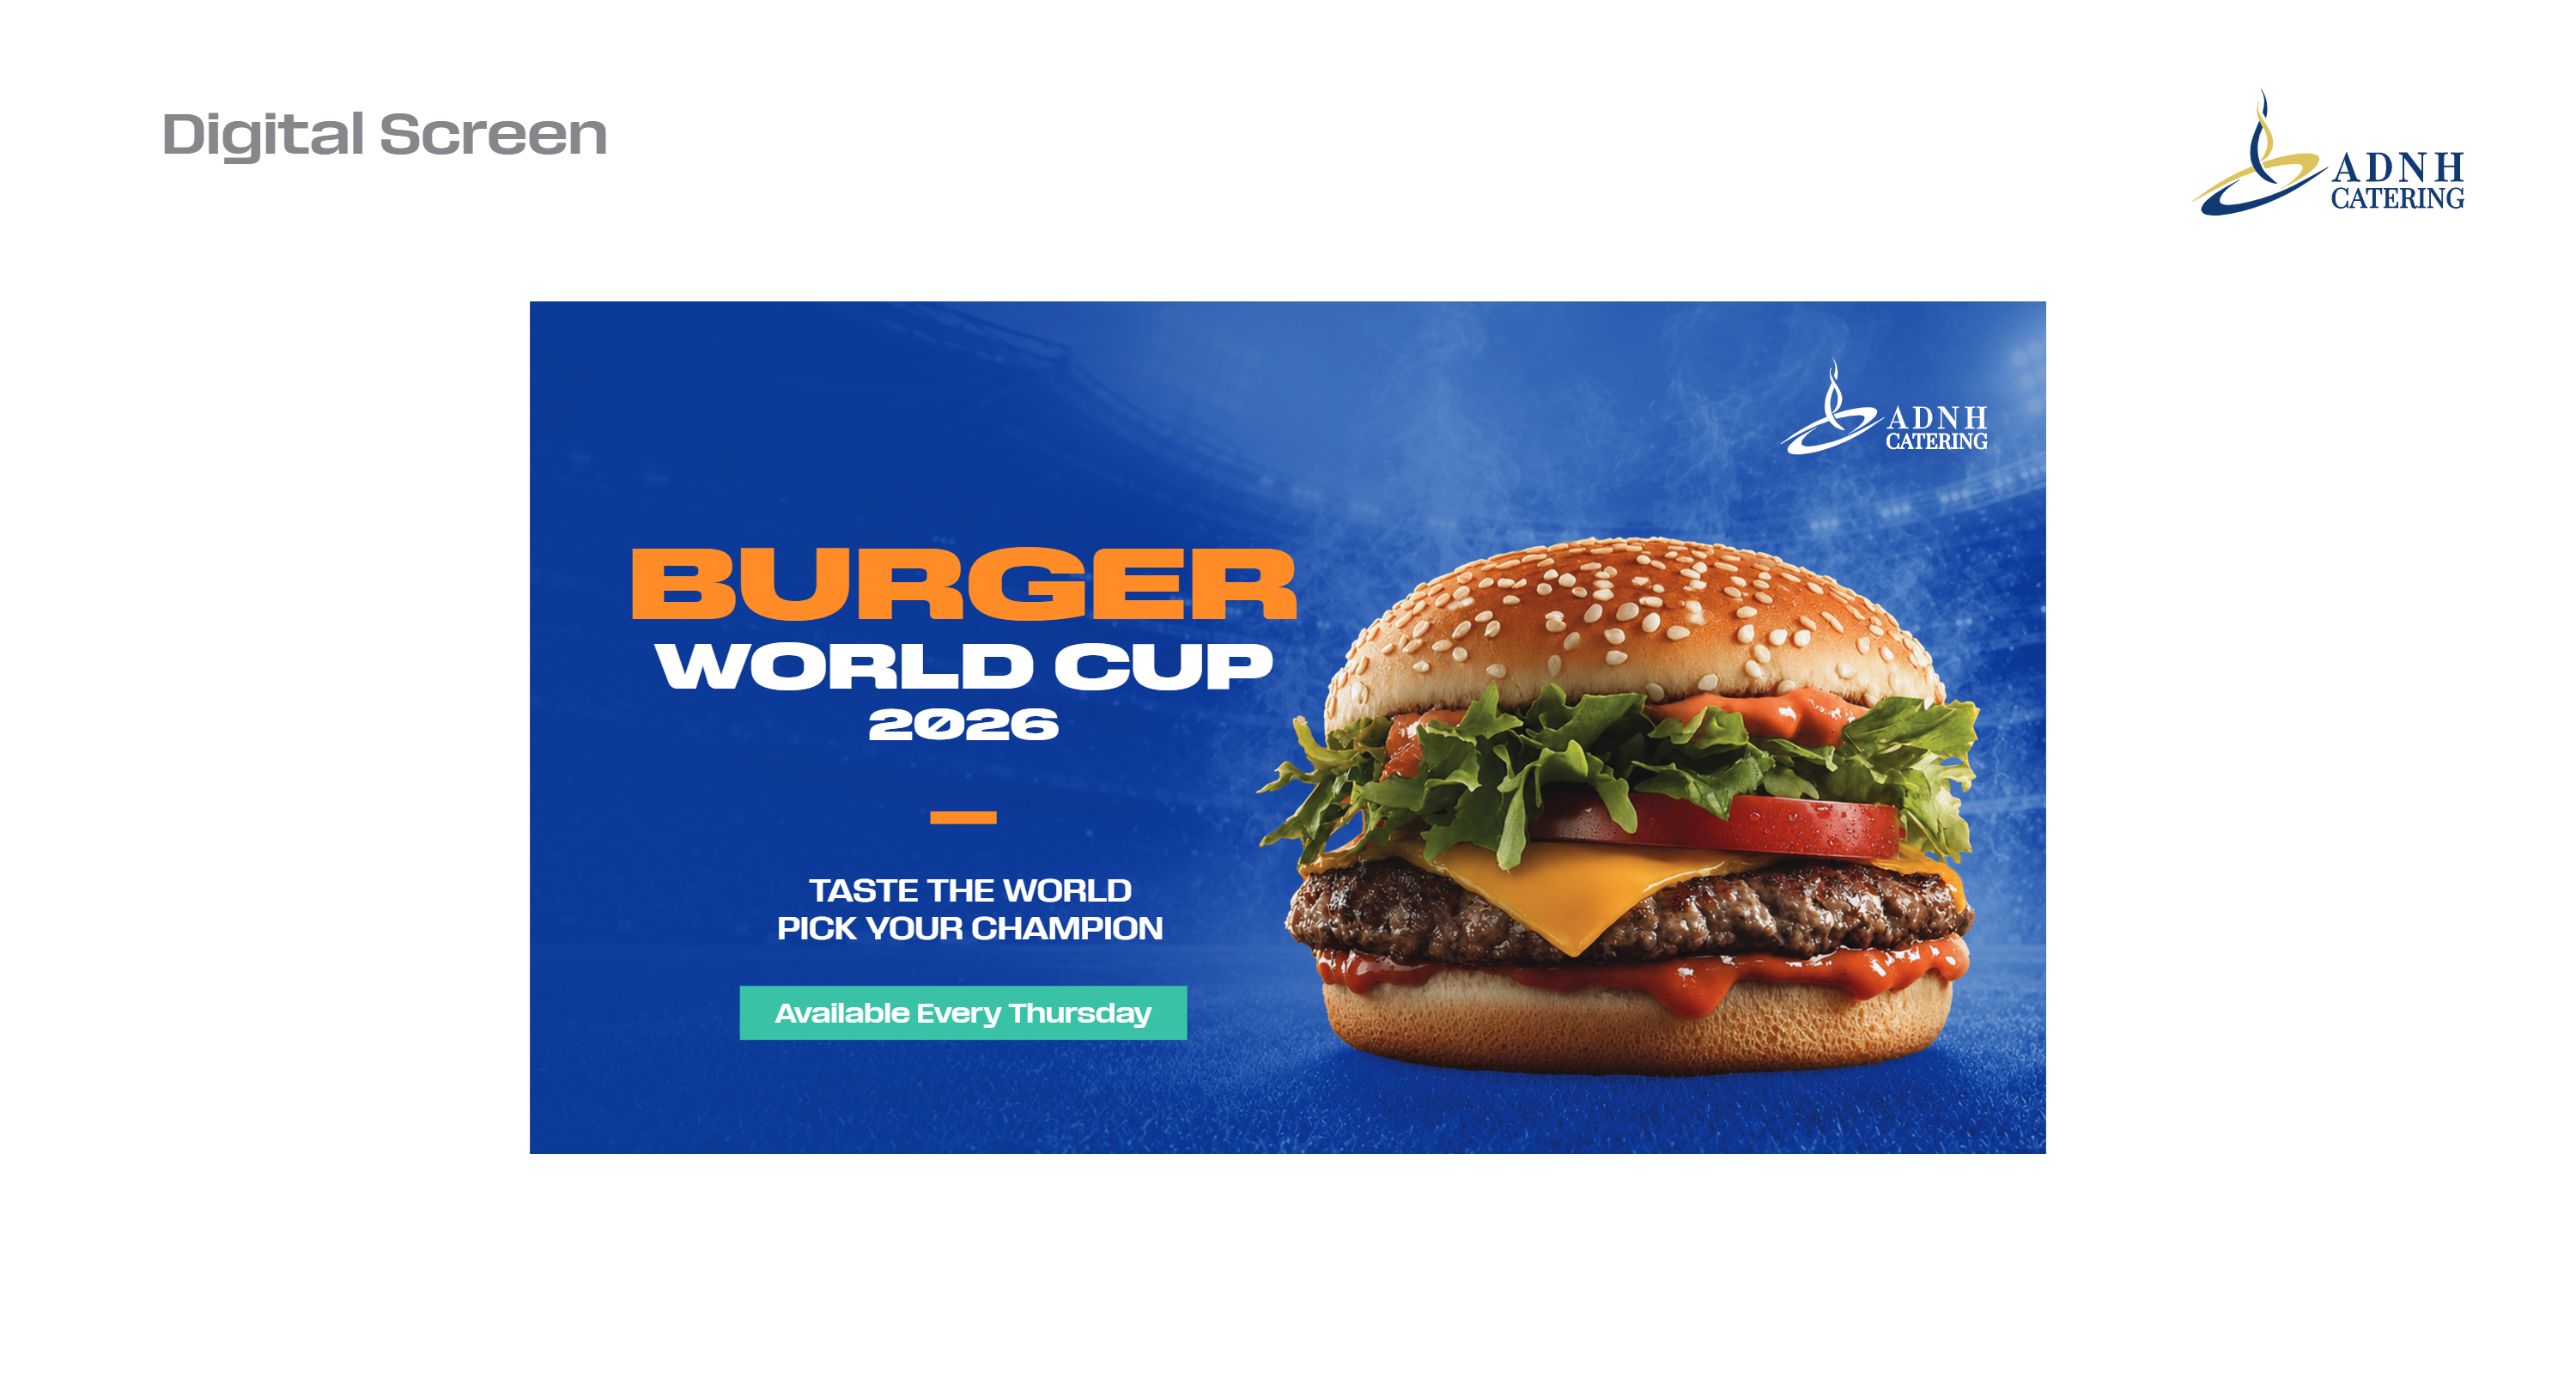 Digital Screen
ADNH
CATERING
ADNH
CATERING
BURGER
WORLD CUP
2026
TASTE THE WORLD
PICK YOUR CHAMPION
Available Every Thursday